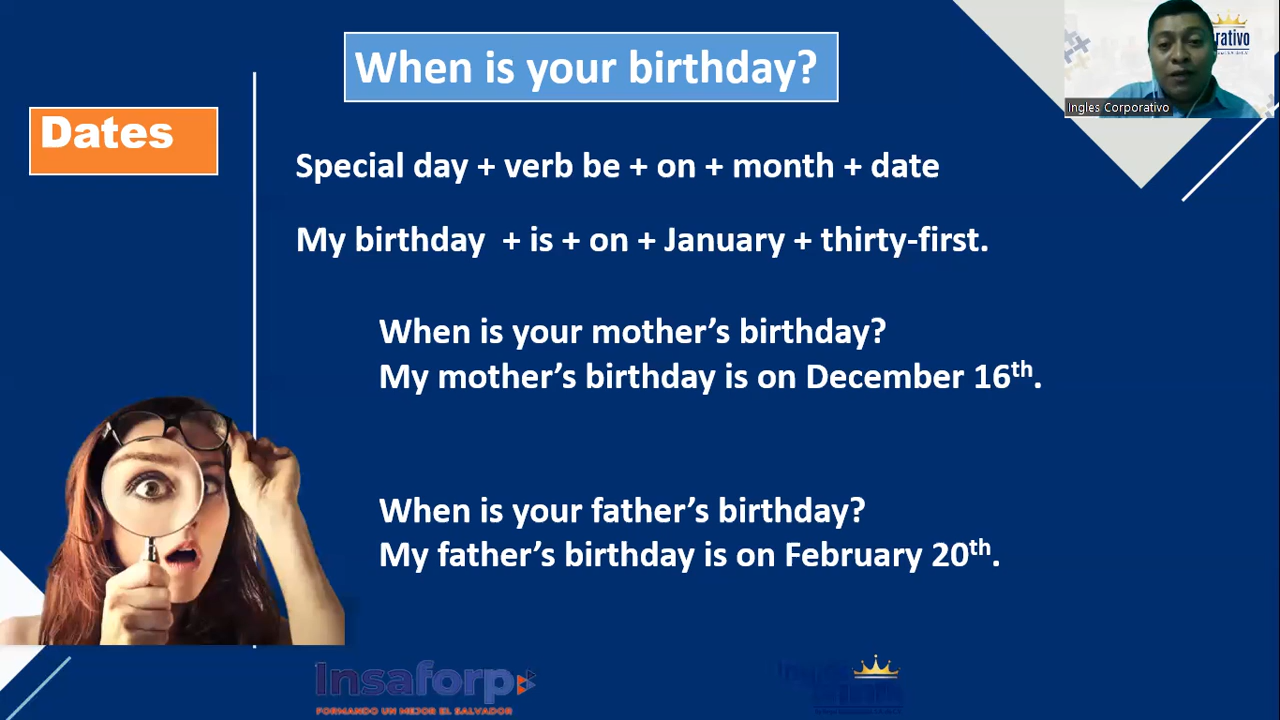 When is your birthday?
Dates
Special day + verb be + on + month + date
My birthday + is + on + January + thirty-first.
When is your mother's birthday?
My mother's birthday is on December 16th.
When is your father's birthday?
My father's birthday is on February 20th.
Ingles Corporativo
Insaforp
FORMANDO UN MEJOR EL SALVADOR